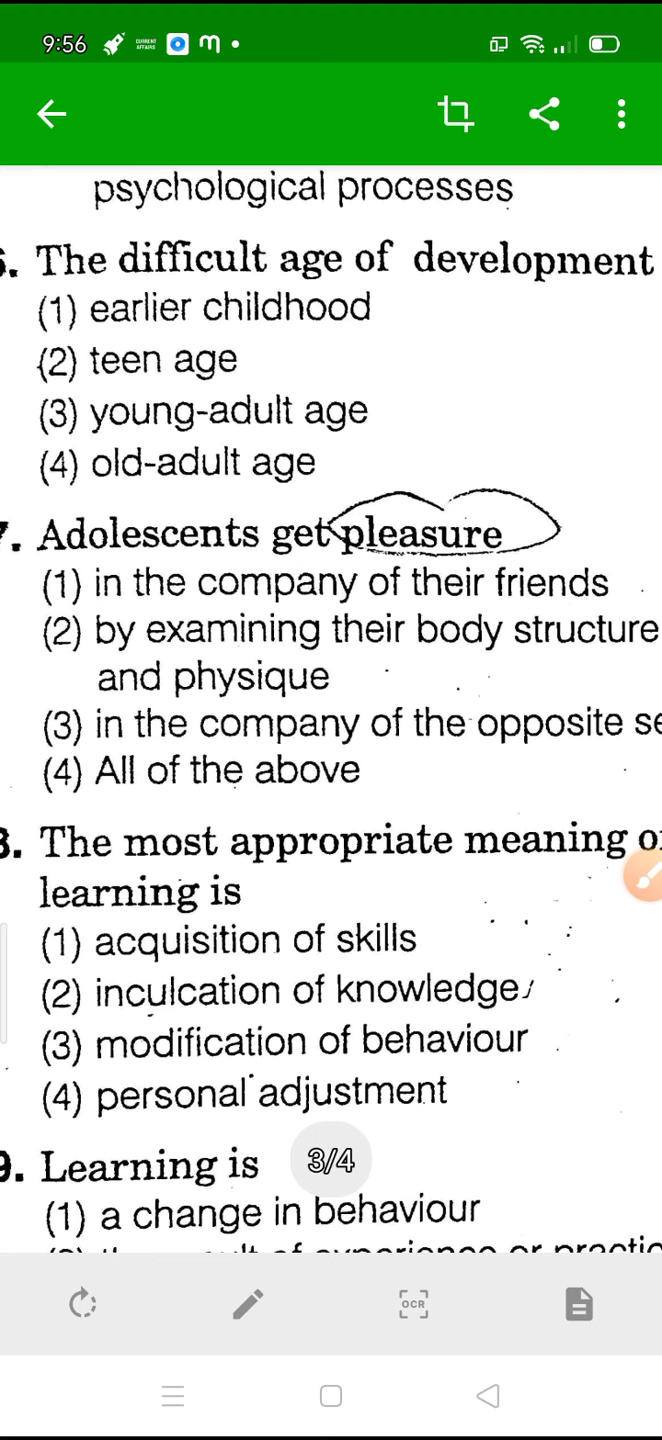 9:56
CURRENT
AFFAIRS
psychological processes
. The difficult age of development
(1) earlier childhood
(2) teen age
(3) young-adult age
(4) old-adult age
. Adolescents get pleasure
(1) in the company of their friends
(2) by examining their body structure
and physique
(3) in the company of the opposite
(4) All of the above
. The most appropriate meaning
learning is
(1) acquisition of skills
(2) inculcation of knowledge
(3) modification of behaviour
(4) personal adjustment
. Learning is
3/4
(1) a change in behaviour
OCR